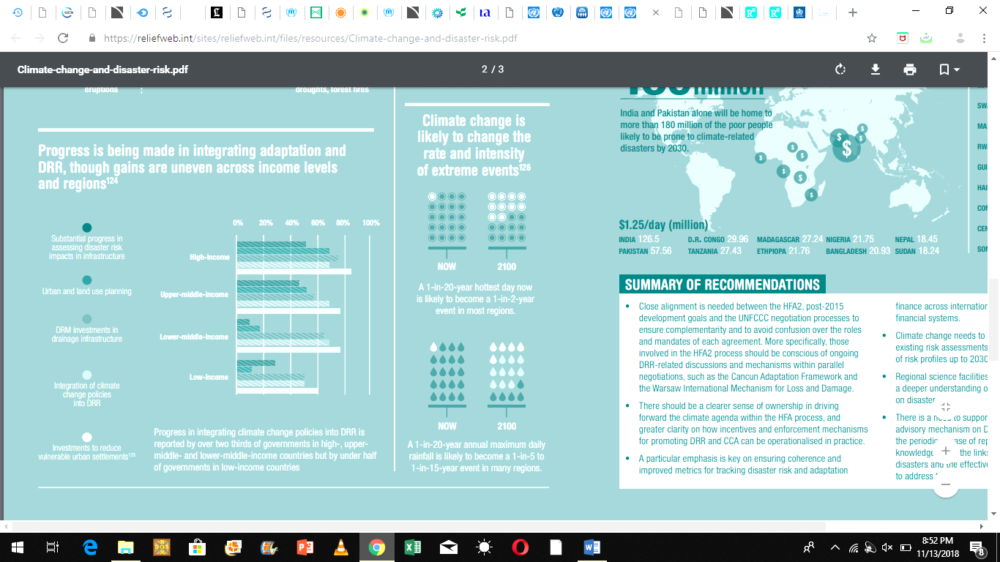 https://reliefweb.int/sites/reliefweb.int/files/resources/Climate-change-and-disaster-risk.pdf
Climate-change-and-disaster-risk.pdf
2 / 3
eruptions
droughts, forest fires
Progress is being made in integrating adaptation and
DRR, though gains are uneven across income levels
and regions124
Substantial progress in
assessing disaster risk
impacts in infrastructure
Urban and land use planning
DRM investments in
drainage infrastructure
Integration of climate
change policies
into DRR
Investments to reduce
vulnerable urban settlements125
0% 20% 40% 60% 80% 100%
High-income
Upper-middle-income
Lower-middle-income
Low-income
Progress in integrating climate change policies into DRR is
reported by over two thirds of governments in high-, upper-
middle- and lower-middle-income countries but by under half
of governments in low-income countries
Climate change is
likely to change the
rate and intensity
of extreme events126
NOW 2100
A 1-in-20-year hottest day now
is likely to become a 1-in-2-year
event in most regions.
NOW 2100
A 1-in-20-year annual maximum daily
rainfall is likely to become a 1-in-5 to
1-in-15-year event in many regions.
million
India and Pakistan alone will be home to
more than 180 million of the poor people
likely to be prone to climate-related
disasters by 2030.
$ $ $ $ $ $ $ $ $ $
$1.25/day (million)
INDIA 126.5 D.R. CONGO 29.96 MADAGASCAR 27.24 NIGERIA 21.75 NEPAL 18.45
PAKISTAN 57.56 TANZANIA 27.43 ETHPIOPA 21.76 BANGLADESH 20.93 SUDAN 18.24
SUMMARY OF RECOMMENDATIONS
• Close alignment is needed between the HFA2, post-2015
development goals and the UNFCCC negotiation processes to
ensure complementarity and to avoid confusion over the roles
and mandates of each agreement. More specifically, those
involved in the HFA2 process should be conscious of ongoing
DRR-related discussions and mechanisms within parallel
negotiations, such as the Cancun Adaptation Framework and
the Warsaw International Mechanism for Loss and Damage.
• There should be a clearer sense of ownership in driving
forward the climate agenda within the HFA process, and
greater clarity on how incentives and enforcement mechanisms
for promoting DRR and CCA can be operationalised in practice.
• A particular emphasis is key on ensuring coherence and
improved metrics for tracking disaster risk and adaptation
finance across internation
financial systems.
• Climate change needs to
existing risk assessments
of risk profiles up to 2030
• Regional science facilities
a deeper understanding o
on disaster
• There is a to suppor
advisory mechanism on D
the periodic of rep
knowledge the links
disasters and the effective
to address
SW
MA
RW
GUI
HAI
CO
CEN
SO
8:52 PM
11/13/2018
8